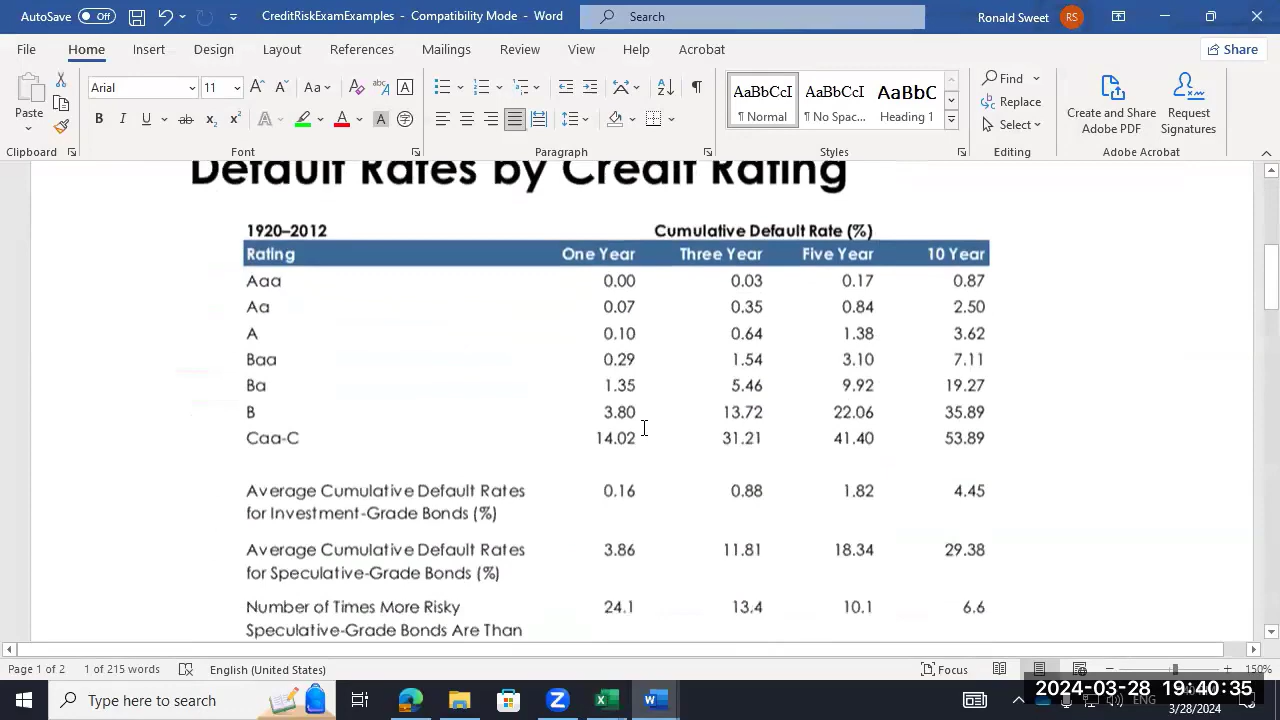 AutoSave Off CreditRiskExamExamples - Compatibility Mode - Word Search Ronald Sweet RS
File Home Insert Design Layout References Mailings Review View Help Acrobat Share
Paste Arial 11 Aa AaBbCcI AaBbCcI AaBbC Find Replace Select Create and Share Adobe PDF Request Signatures
¶ Normal ¶ No Spac... Heading 1
Clipboard Font Paragraph Styles Editing Adobe Acrobat
Default Rates by Credit Rating
1920–2012 Cumulative Default Rate (%)
Rating One Year Three Year Five Year 10 Year
Aaa 0.00 0.03 0.17 0.87
Aa 0.07 0.35 0.84 2.50
A 0.10 0.64 1.38 3.62
Baa 0.29 1.54 3.10 7.11
Ba 1.35 5.46 9.92 19.27
B 3.80 13.72 22.06 35.89
Caa-C 14.02 31.21 41.40 53.89
Average Cumulative Default Rates 0.16 0.88 1.82 4.45
for Investment-Grade Bonds (%)
Average Cumulative Default Rates 3.86 11.81 18.34 29.38
for Speculative-Grade Bonds (%)
Number of Times More Risky 24.1 13.4 10.1 6.6
Speculative-Grade Bonds Are Than
Page 1 of 2 1 of 215 words English (United States) Focus 150%
Type here to search ENG 2024-03-28 19:40:35
3/28/2024